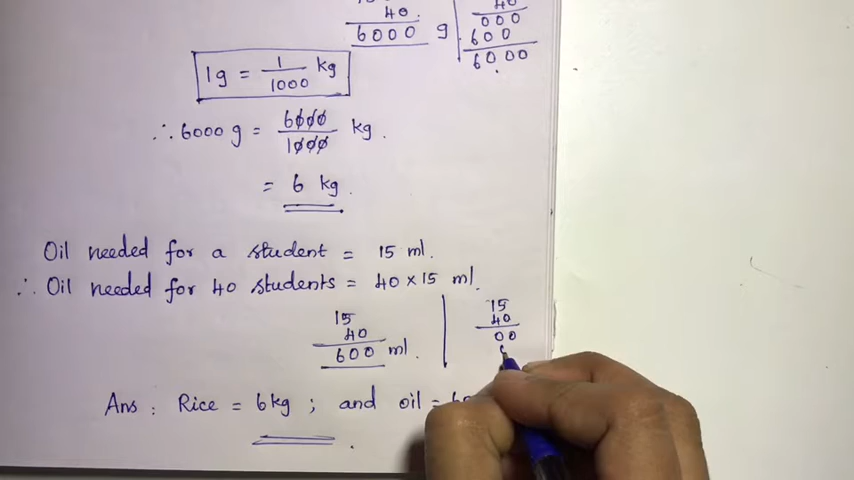 40
6000 g
40
000
600
6000
1g = 1/1000 kg
∴ 6000 g = 6000/1000 kg.
= 6 kg.
Oil needed for a student = 15 ml.
∴ Oil needed for 40 students = 40 × 15 ml.
15
40
600 ml.
15
40
00
Ans : Rice = 6kg ; and oil =